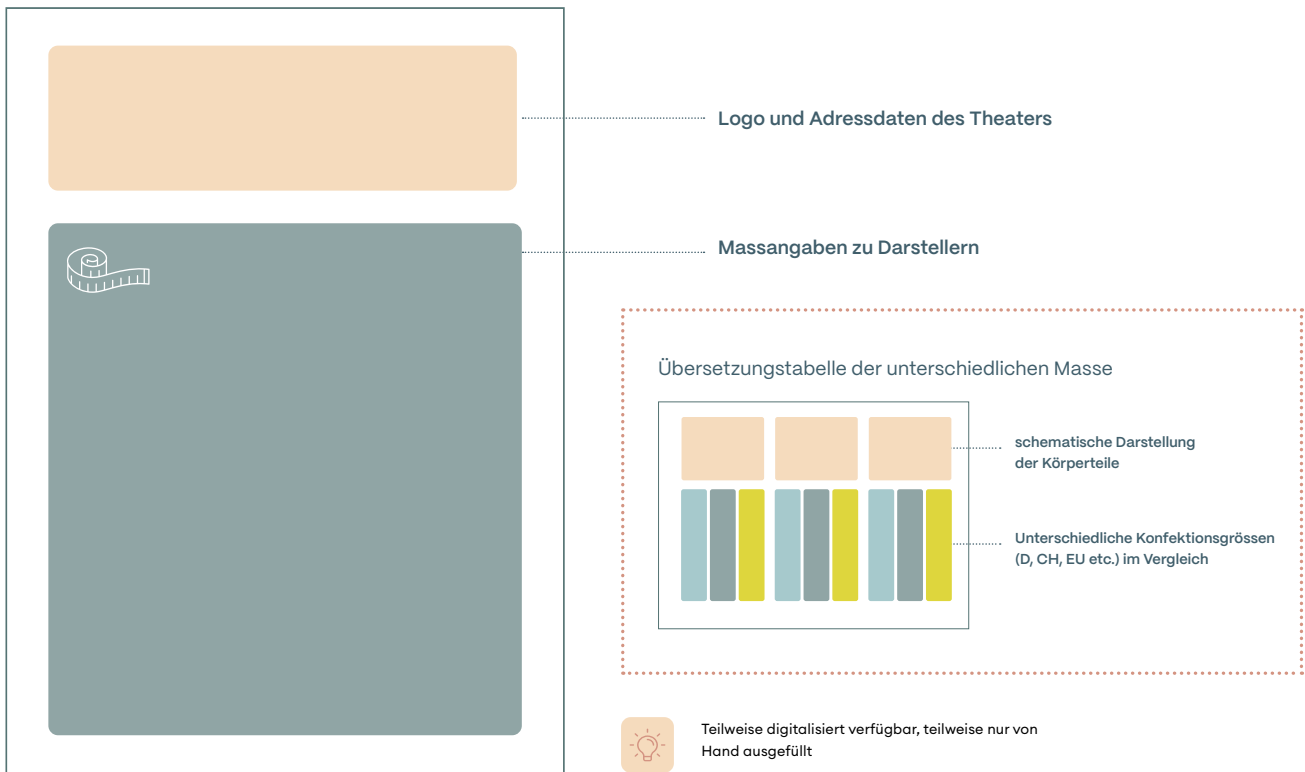 Logo und Adressdaten des Theaters
Massangaben zu Darstellern
Übersetzungstabelle der unterschiedlichen Masse
schematische Darstellung
der Körperteile
Unterschiedliche Konfektionsgrössen
(D, CH, EU etc.) im Vergleich
Teilweise digitalisiert verfügbar, teilweise nur von
Hand ausgefüllt